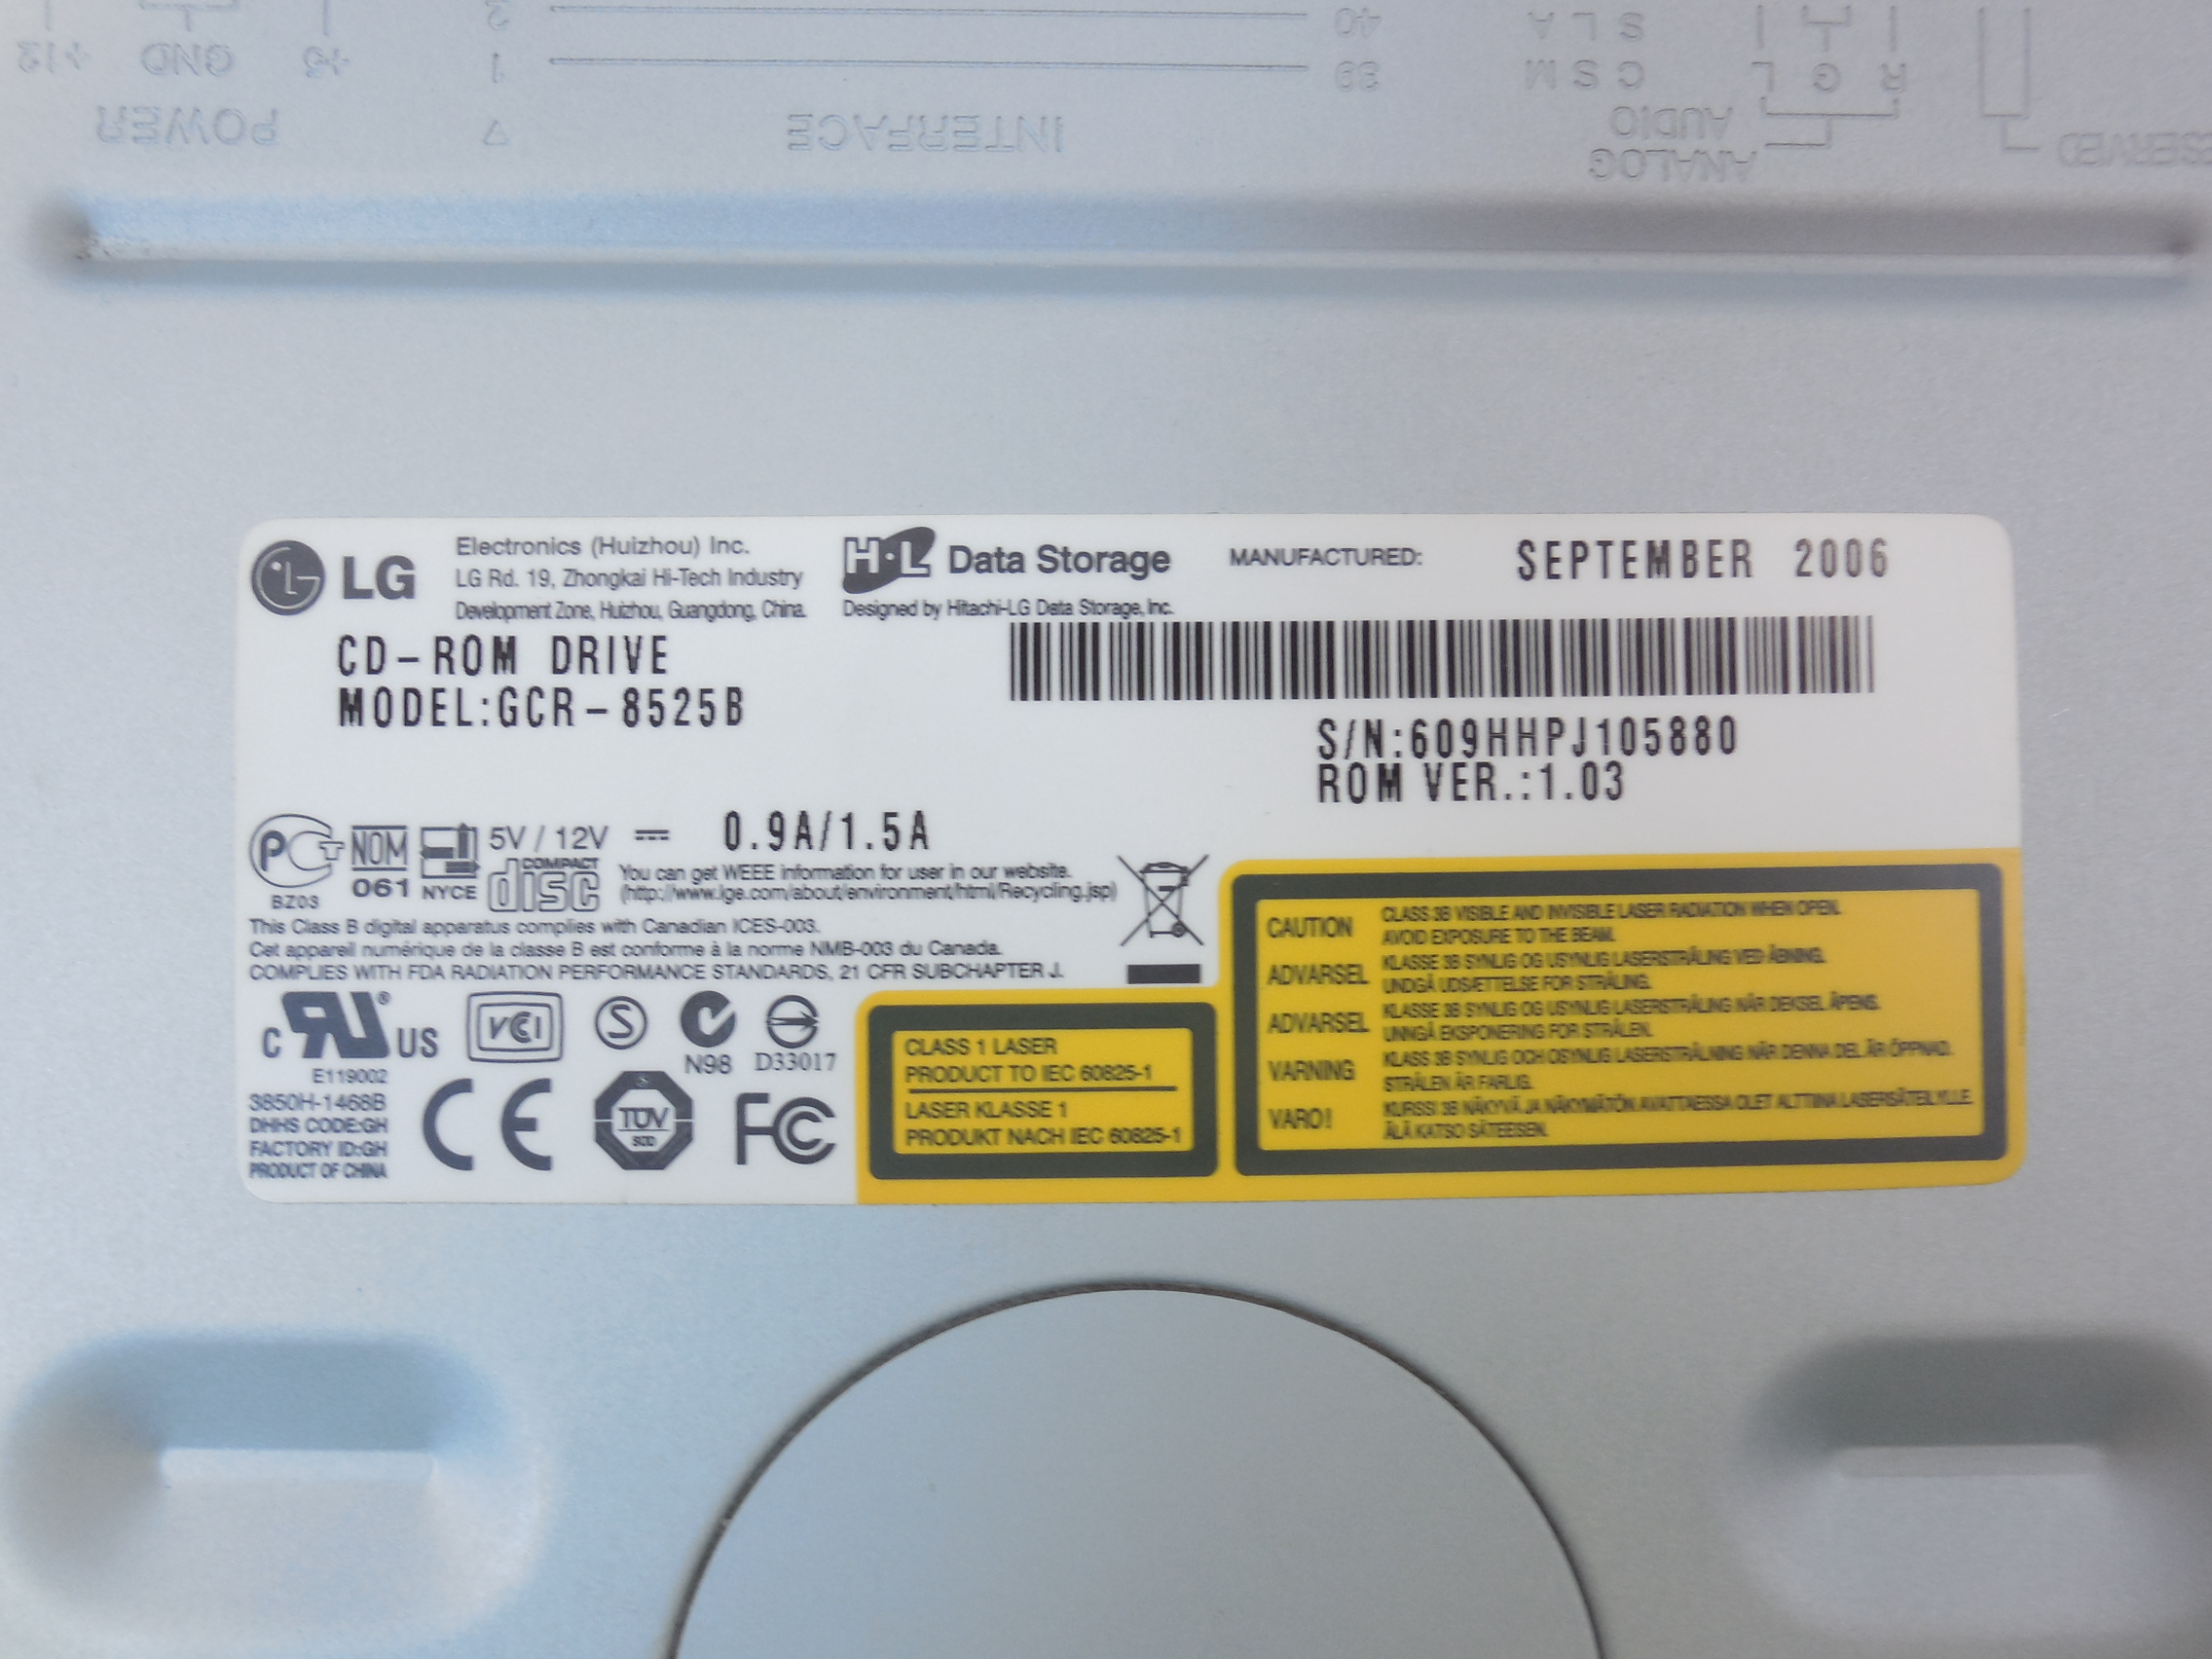 +12 GND +5
2 40
1 39
POWER
INTERFACE
C S M
S L A
R G L
ANALOG
AUDIO
LG
Electronics (Huizhou) Inc.
LG Rd. 19, Zhongkai Hi-Tech Industry
Development Zone, Huizhou, Guangdong, China.
H·L Data Storage
Designed by Hitachi-LG Data Storage, Inc.
MANUFACTURED: SEPTEMBER 2006
CD-ROM DRIVE
MODEL:GCR-8525B
S/N:609HHPJ105880
ROM VER.:1.03
PCT
BZ03
NOM
061
NYCE
5V / 12V 0.9A/1.5A
COMPACT
disc
You can get WEEE information for user in our website.
(http://www.lge.com/about/environment/html/Recycling.jsp)
This Class B digital apparatus complies with Canadian ICES-003.
Cet appareil numérique de la classe B est conforme à la norme NMB-003 du Canada.
COMPLIES WITH FDA RADIATION PERFORMANCE STANDARDS, 21 CFR SUBCHAPTER J.
C RU ® US
E119002
VCI
S
N98
D33017
3850H-1468B
DHHS CODE:GH
FACTORY ID:GH
PRODUCT OF CHINA
CE
TÜV
FC
CLASS 1 LASER
PRODUCT TO IEC 60825-1
LASER KLASSE 1
PRODUKT NACH IEC 60825-1
CAUTION CLASS 3B VISIBLE AND INVISIBLE LASER RADIATION WHEN OPEN.
AVOID EXPOSURE TO THE BEAM.
ADVARSEL KLASSE 3B SYNLIG OG USYNLIG LASERSTRÅLING VED ÅBNING.
UNDGÅ UDSÆTTELSE FOR STRÅLING.
ADVARSEL KLASSE 3B SYNLIG OG USYNLIG LASERSTRÅLING NÅR DEKSEL ÅPENS.
UNNGÅ EKSPONERING FOR STRÅLEN.
VARNING KLASS 3B SYNLIG OCH OSYNLIG LASERSTRÅLNING NÄR DENNA DEL ÄR ÖPPNAD.
STRÅLEN ÄR FARLIG.
VARO! KURSSI 3B NÄKYVÄ JA NÄKYMÄTÖN AVATTAESSA OLET ALTTIINA LASERSÄTEILYLLE.
ÄLÄ KATSO SÄTEESEN.